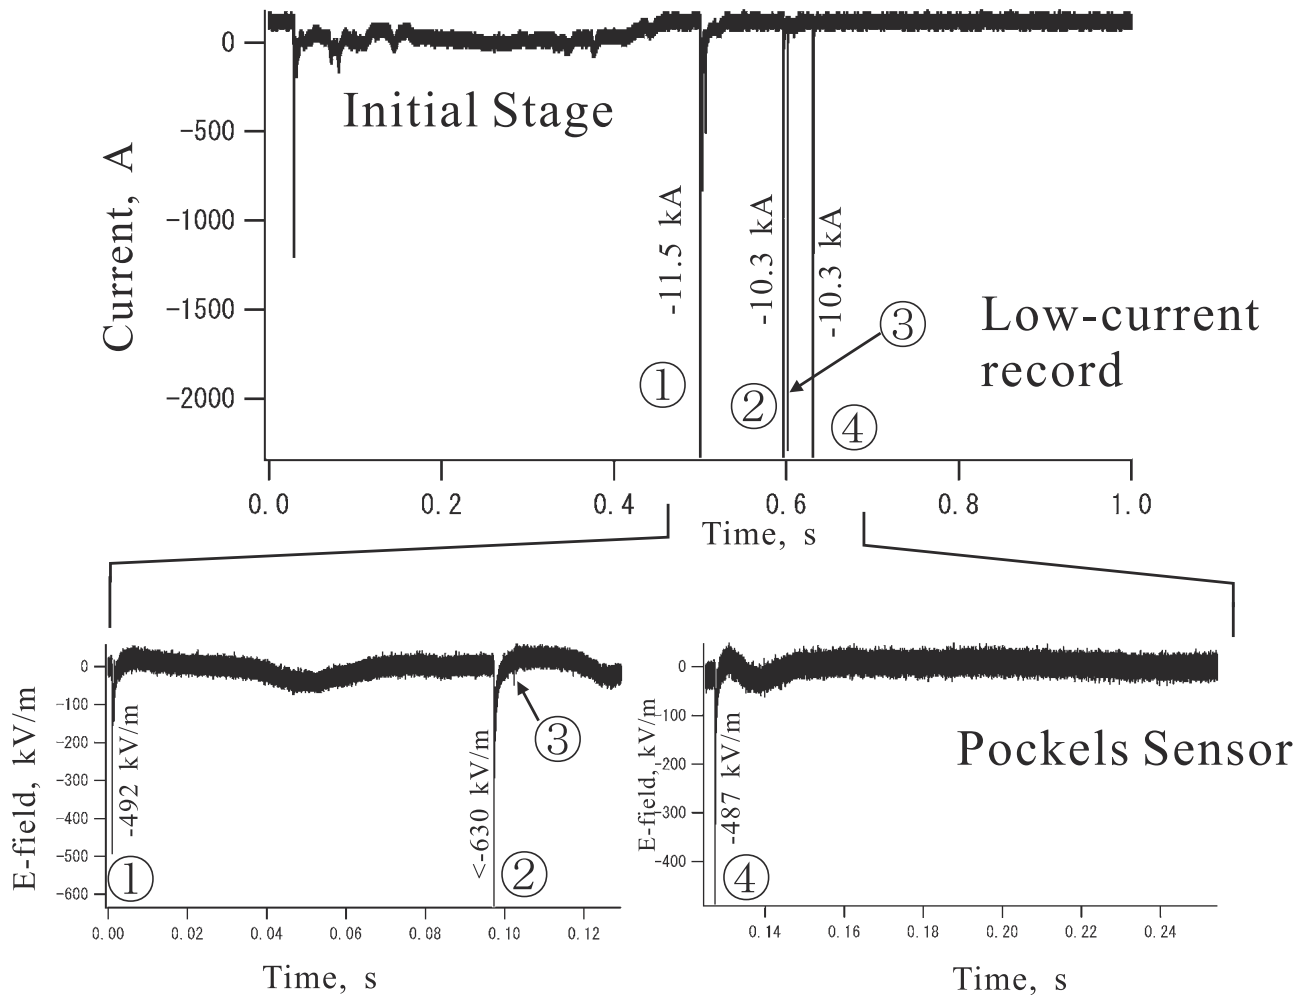 0
Initial Stage
-500
-1000
-1500
-2000
Current, A
-11.5 kA
-10.3 kA
-10.3 kA
①
②
③
④
Low-current
record
0.0
0.2
0.4
0.6
0.8
1.0
Time, s
0
-100
-200
-300
-400
-500
-600
E-field, kV/m
-492 kV/m
<-630 kV/m
①
②
③
0.00
0.02
0.04
0.06
0.08
0.10
0.12
Time, s
0
-100
-200
-300
-400
E-field, kV/m
-487 kV/m
④
Pockels Sensor
0.14
0.16
0.18
0.20
0.22
0.24
Time, s